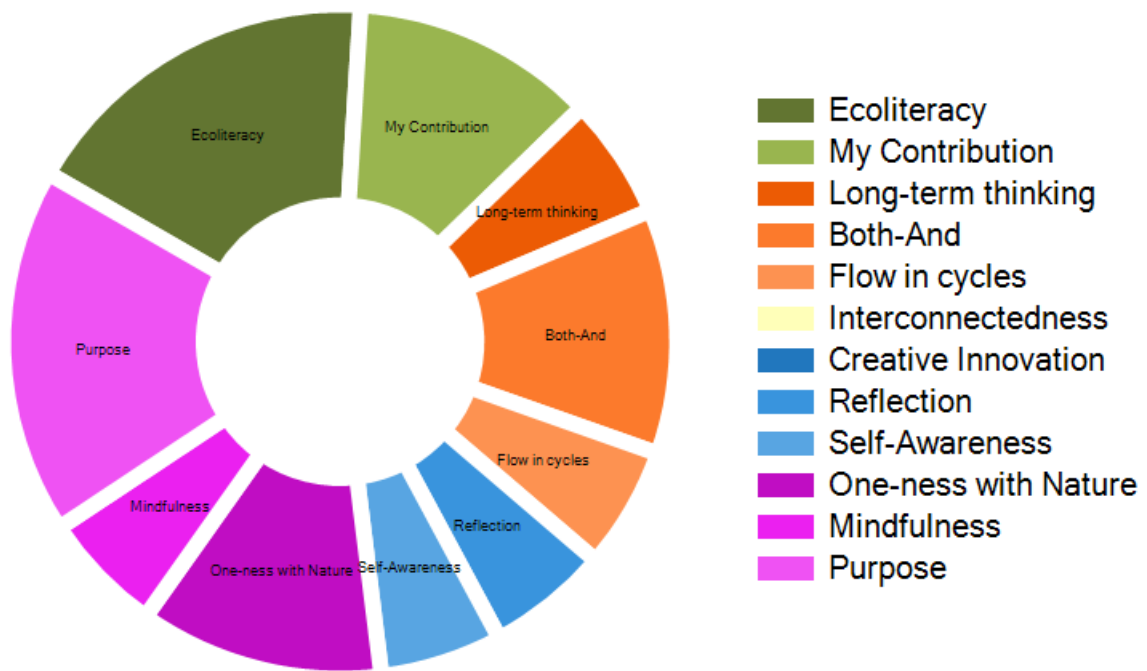 Ecoliteracy
My Contribution
Long-term thinking
Both-And
Flow in cycles
Reflection
Self-Awareness
One-ness with Nature
Mindfulness
Purpose
Ecoliteracy
My Contribution
Long-term thinking
Both-And
Flow in cycles
Interconnectedness
Creative Innovation
Reflection
Self-Awareness
One-ness with Nature
Mindfulness
Purpose